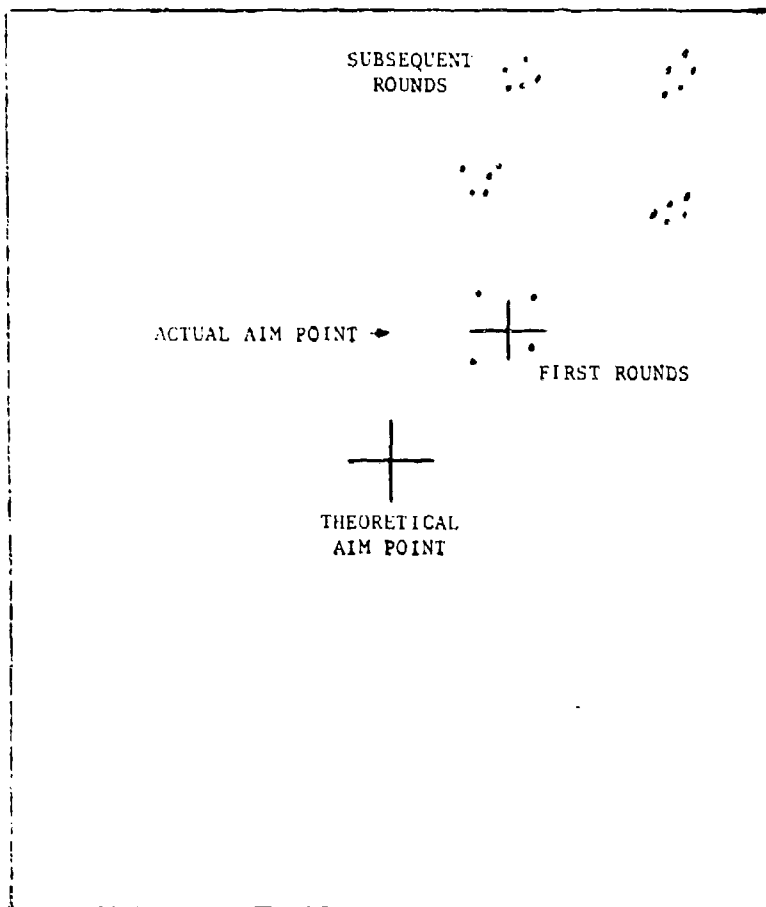 SUBSEQUENT
ROUNDS
ACTUAL AIM POINT
FIRST ROUNDS
THEORETICAL
AIM POINT